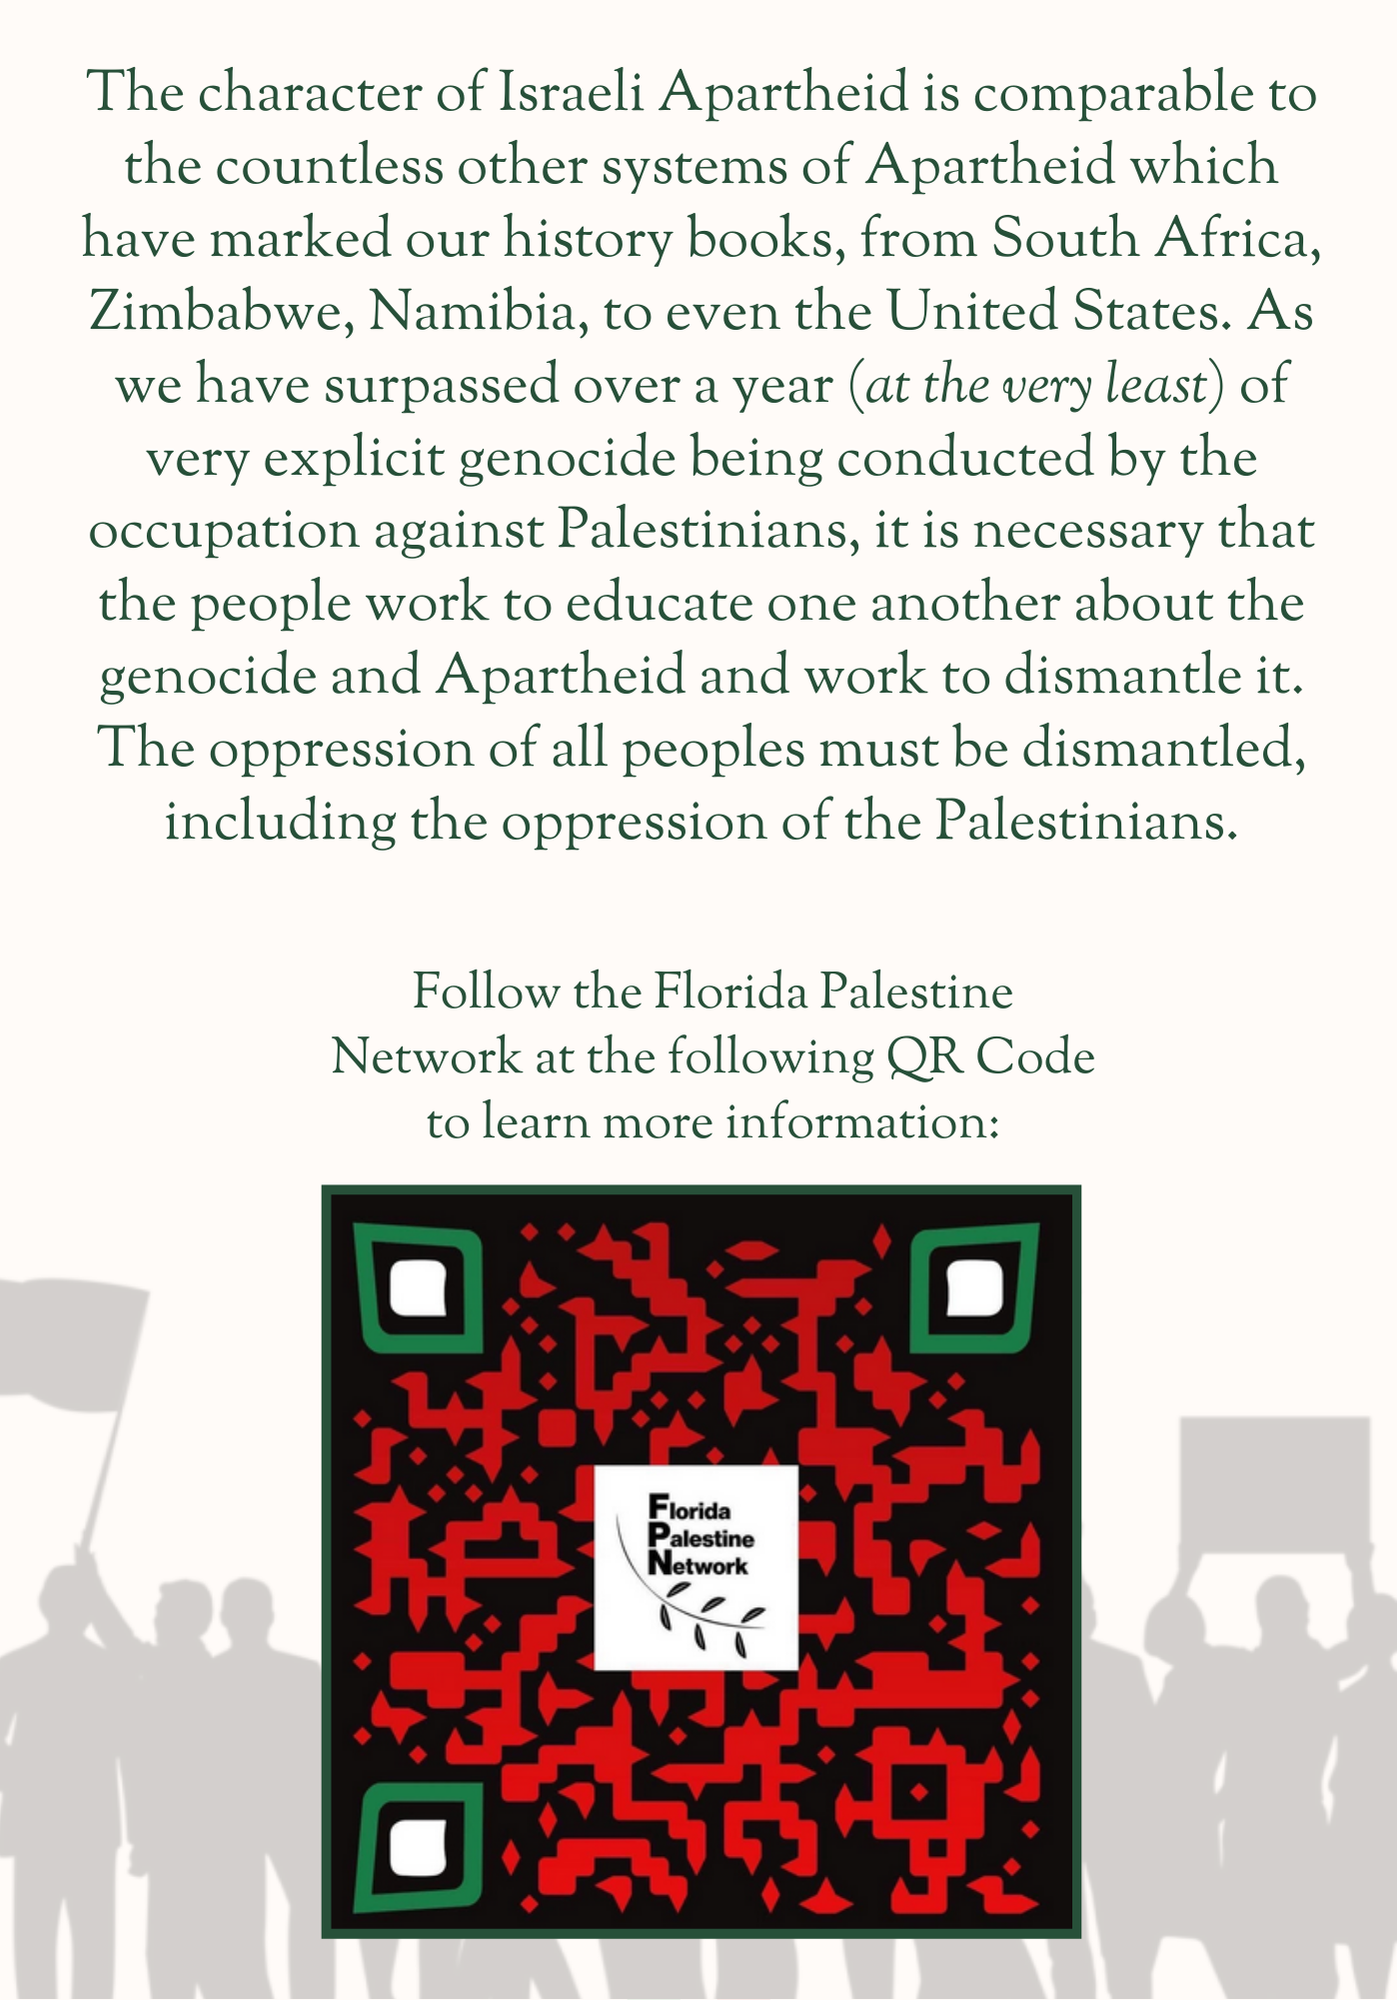 The character of Israeli Apartheid is comparable to
the countless other systems of Apartheid which
have marked our history books, from South Africa,
Zimbabwe, Namibia, to even the United States. As
we have surpassed over a year (at the very least) of
very explicit genocide being conducted by the
occupation against Palestinians, it is necessary that
the people work to educate one another about the
genocide and Apartheid and work to dismantle it.
The oppression of all peoples must be dismantled,
including the oppression of the Palestinians.
Follow the Florida Palestine
Network at the following QR Code
to learn more information:
Florida
Palestine
Network